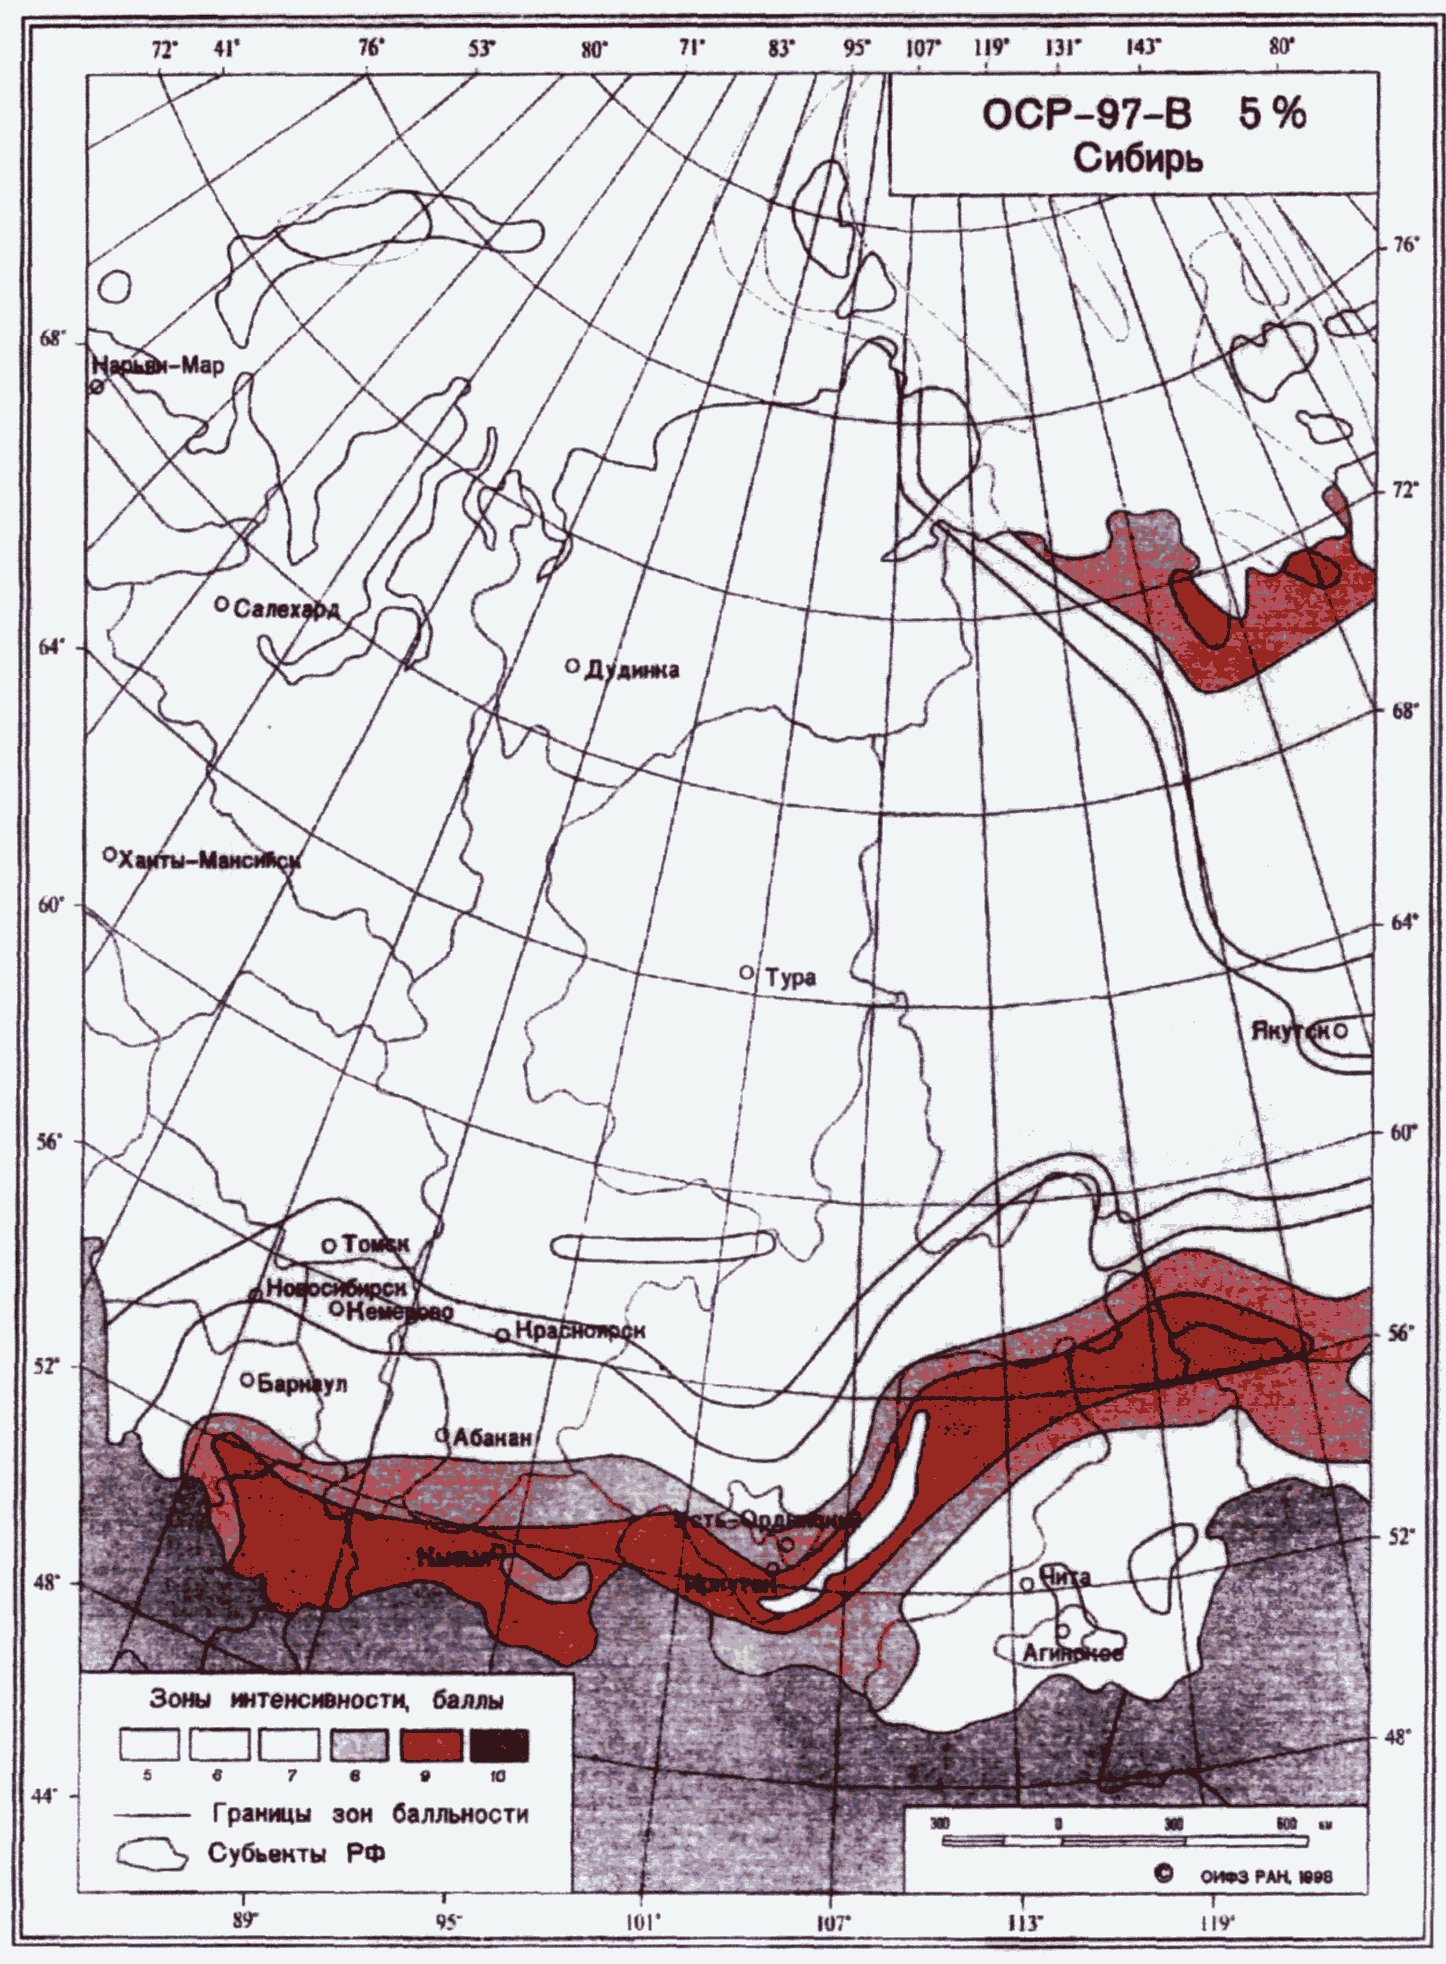 72° 41° 76° 53° 80° 71° 83° 95° 107° 119° 131° 143° 80°
ОСР-97-В 5%
Сибирь
76°
68°
Нарьян-Мар
72°
Салехард
64°
Дудинка
68°
Ханты-Мансийск
60°
64°
Тура
Якутск
56°
60°
Томск
Новосибирск
Кемерово
Красноярск
56°
52°
Барнаул
Абакан
Усть-Ордынский
52°
Кызыл
48°
Иркутск
Чита
Агинское
Зоны интенсивности, баллы
5 6 7 8 9 10
48°
44°
Границы зон балльности
Субъекты РФ
300 0 300 600 км
© ОИФЗ РАН, 1998
89° 95° 101° 107° 113° 119°